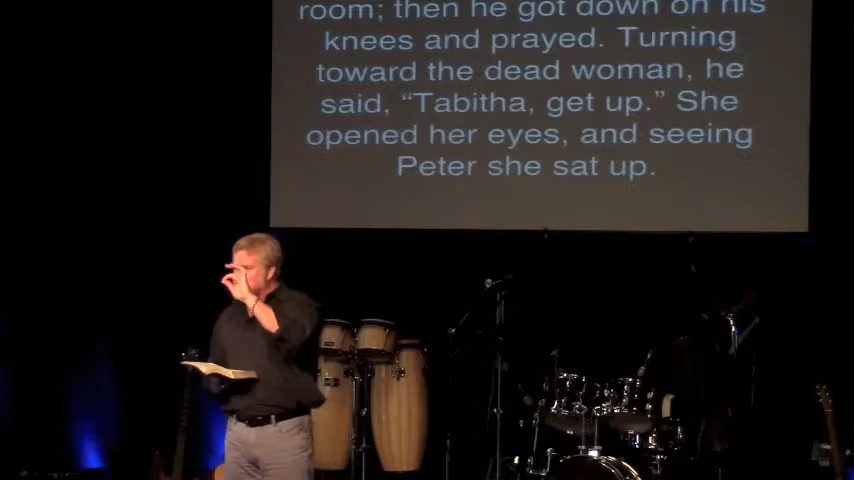 room; then he got down on his
knees and prayed. Turning
toward the dead woman, he
said, “Tabitha, get up.” She
opened her eyes, and seeing
Peter she sat up.